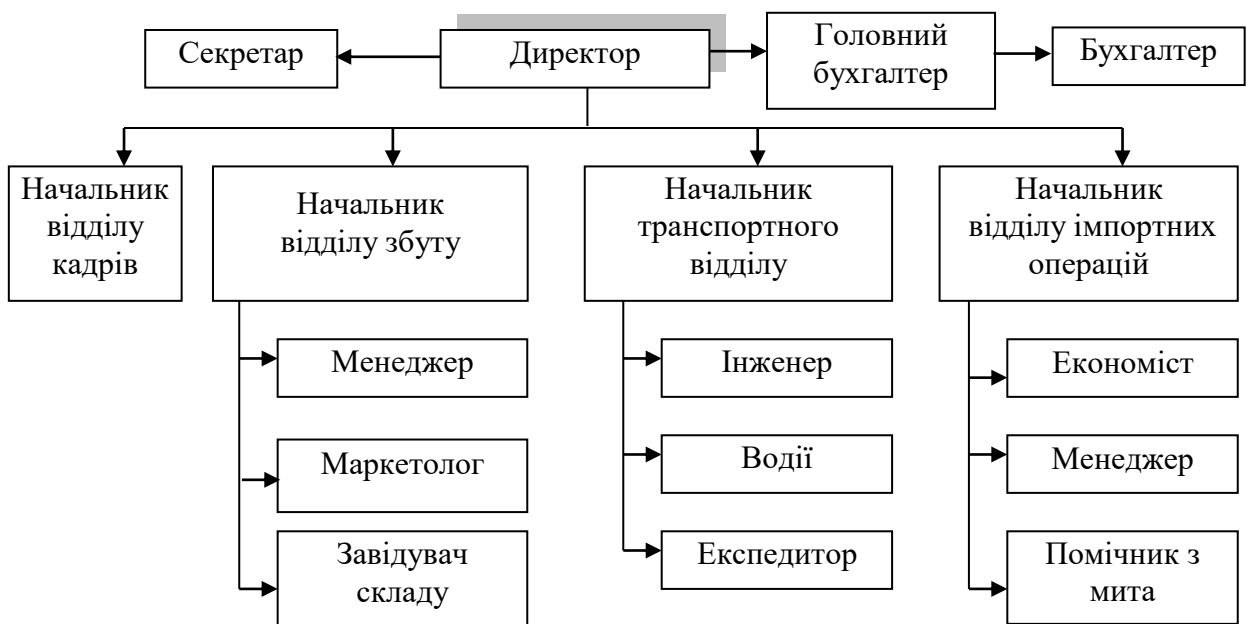 Секретар
Директор
Головний
бухгалтер
Бухгалтер
Начальник
відділу
кадрів
Начальник
відділу збуту
Начальник
транспортного
відділу
Начальник
відділу імпортних
операцій
Менеджер
Інженер
Економіст
Маркетолог
Водії
Менеджер
Завідувач
складу
Експедитор
Помічник з
мита